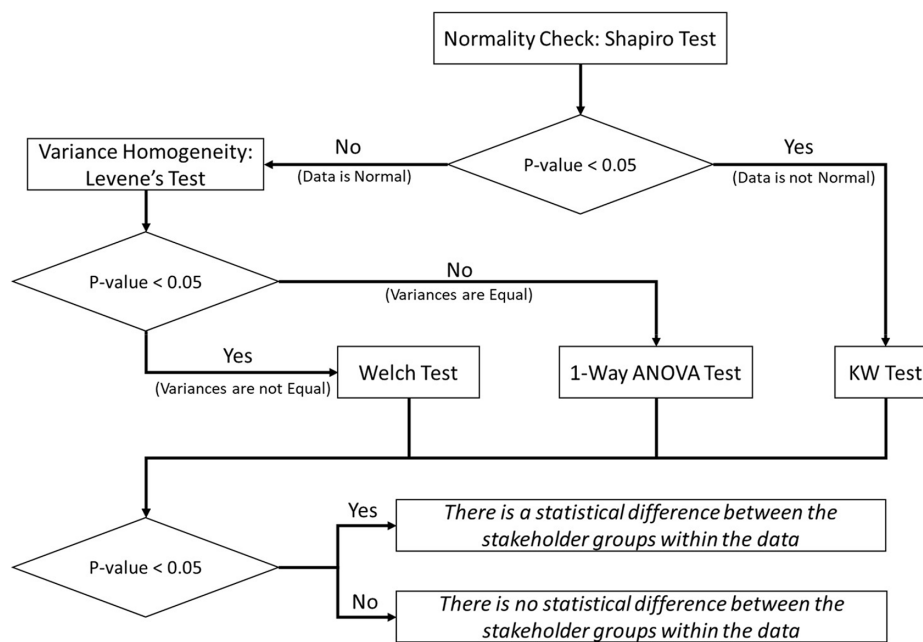 Normality Check: Shapiro Test
No
Yes
Variance Homogeneity:
Levene's Test
P-value < 0.05
(Data is Normal)
(Data is not Normal)
P-value < 0.05
No
(Variances are Equal)
Yes
(Variances are not Equal)
Welch Test
1-Way ANOVA Test
KW Test
Yes
There is a statistical difference between the
stakeholder groups within the data
P-value < 0.05
No
There is no statistical difference between the
stakeholder groups within the data